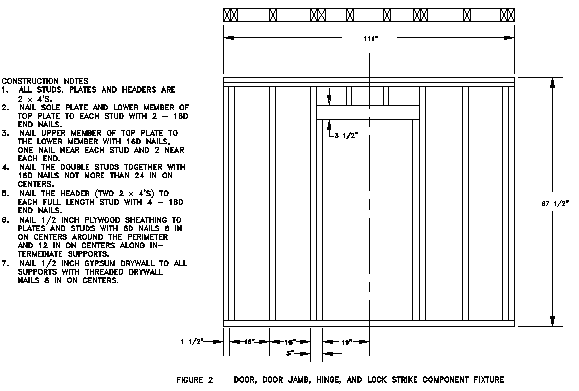 116"
CONSTRUCTION NOTES
1. ALL STUDS, PLATES AND HEADERS ARE
2 x 4'S.
2. NAIL SOLE PLATE AND LOWER MEMBER OF
TOP PLATE TO EACH STUD WITH 2 - 16D
END NAILS.
3. NAIL UPPER MEMBER OF TOP PLATE TO
THE LOWER MEMBER WITH 16D NAILS,
ONE NAIL NEAR EACH STUD AND 2 NEAR
EACH END.
4. NAIL THE DOUBLE STUDS TOGETHER WITH
16D NAILS NOT MORE THAN 24 IN ON
CENTERS.
5. NAIL THE HEADER (TWO 2 x 4'S) TO
EACH FULL LENGTH STUD WITH 4 - 16D
END NAILS.
6. NAIL 1/2 INCH PLYWOOD SHEATHING TO
PLATES AND STUDS WITH 6D NAILS 6 IN
ON CENTERS AROUND THE PERIMETER
AND 12 IN ON CENTERS ALONG IN-
TERMEDIATE SUPPORTS.
7. NAIL 1/2 INCH GYPSUM DRYWALL TO ALL
SUPPORTS WITH THREADED DRYWALL
NAILS 6 IN ON CENTERS.
3 1/2"
97 1/2"
1 1/2"
16"
16"
3"
19"
FIGURE 2 DOOR, DOOR JAMB, HINGE, AND LOCK STRIKE COMPONENT FIXTURE